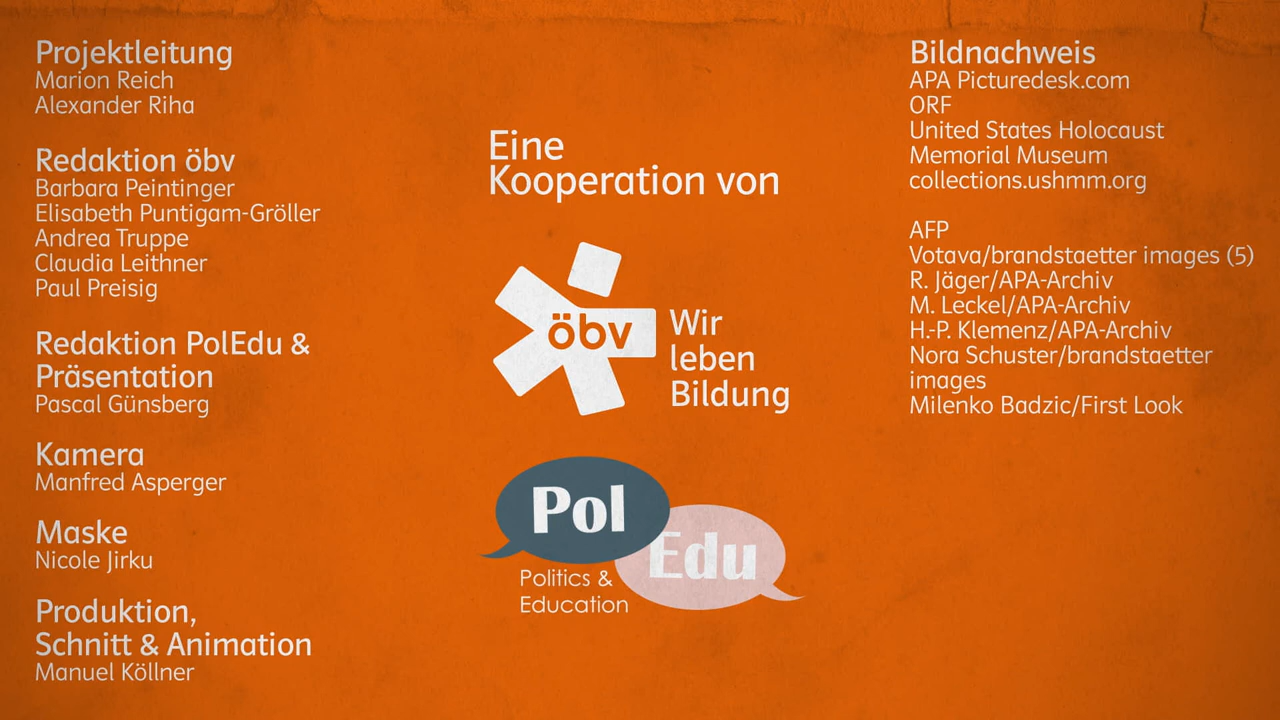 Projektleitung
Marion Reich
Alexander Riha
Redaktion öbv
Barbara Peintinger
Elisabeth Puntigam-Gröller
Andrea Truppe
Claudia Leithner
Paul Preisig
Redaktion PolEdu &
Präsentation
Pascal Günsberg
Kamera
Manfred Asperger
Maske
Nicole Jirku
Produktion,
Schnitt & Animation
Manuel Köllner
Eine
Kooperation von
öbv
Wir
leben
Bildung
Pol
Edu
Politics &
Education
Bildnachweis
APA Picturedesk.com
ORF
United States Holocaust
Memorial Museum
collections.ushmm.org
AFP
Votava/brandstaetter images (5)
R. Jäger/APA-Archiv
M. Leckel/APA-Archiv
H.-P. Klemenz/APA-Archiv
Nora Schuster/brandstaetter
images
Milenko Badzic/First Look